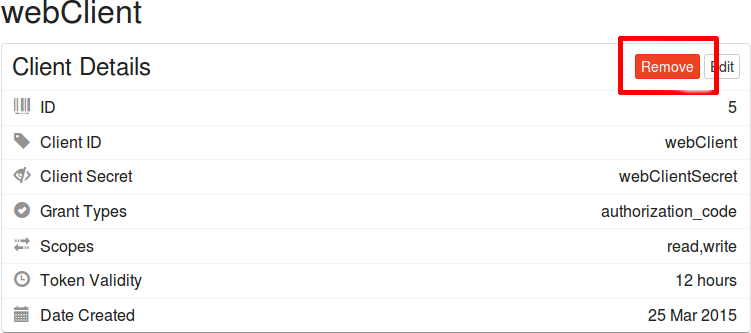 webClient
Client Details Remove Edit
ID 5
Client ID webClient
Client Secret webClientSecret
Grant Types authorization_code
Scopes read,write
Token Validity 12 hours
Date Created 25 Mar 2015